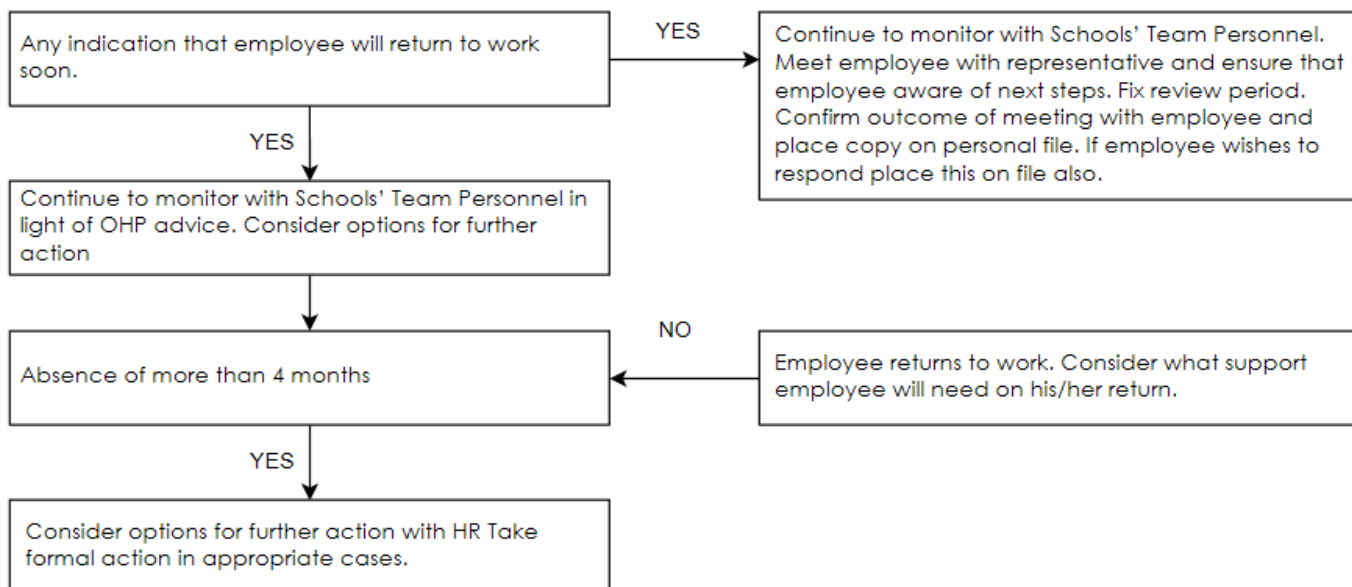 Any indication that employee will return to work
soon.
YES
Continue to monitor with Schools’ Team Personnel.
Meet employee with representative and ensure that
employee aware of next steps. Fix review period.
Confirm outcome of meeting with employee and
place copy on personal file. If employee wishes to
respond place this on file also.
YES
Continue to monitor with Schools’ Team Personnel in
light of OHP advice. Consider options for further
action
Absence of more than 4 months
NO
Employee returns to work. Consider what support
employee will need on his/her return.
YES
Consider options for further action with HR Take
formal action in appropriate cases.